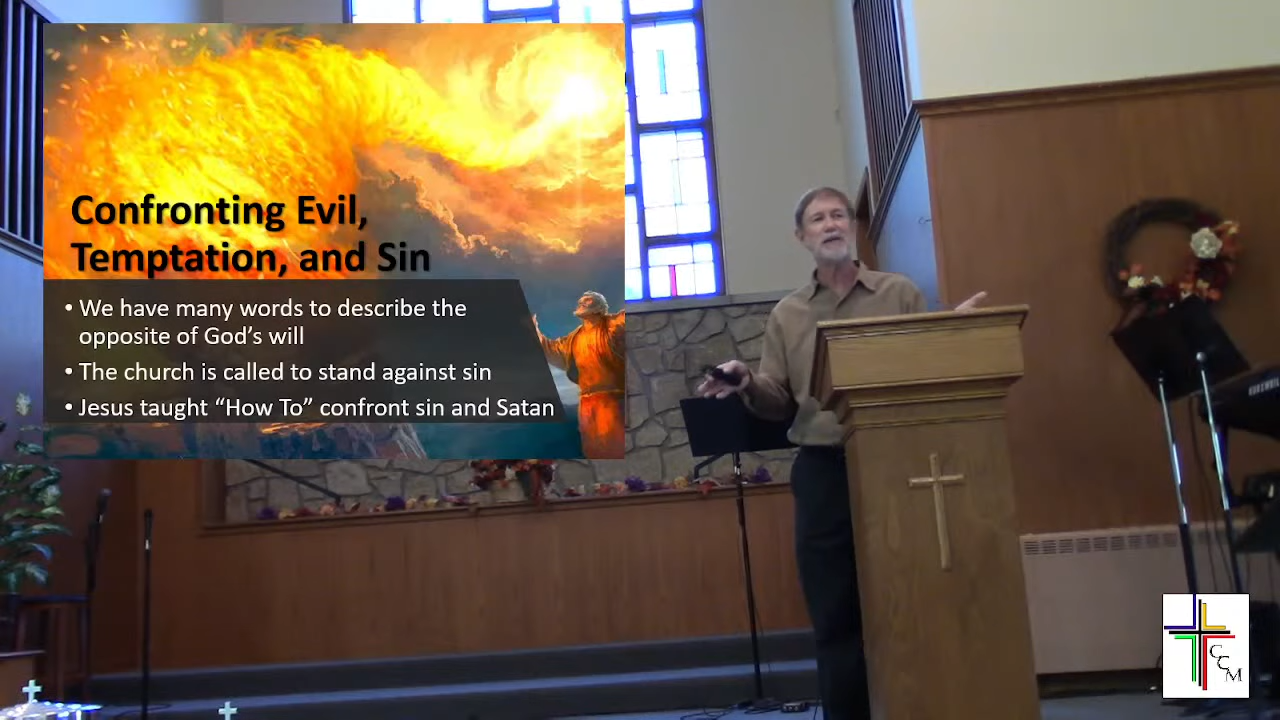 Confronting Evil,
Temptation, and Sin
• We have many words to describe the
opposite of God's will
• The church is called to stand against sin
• Jesus taught “How To” confront sin and Satan
CCM